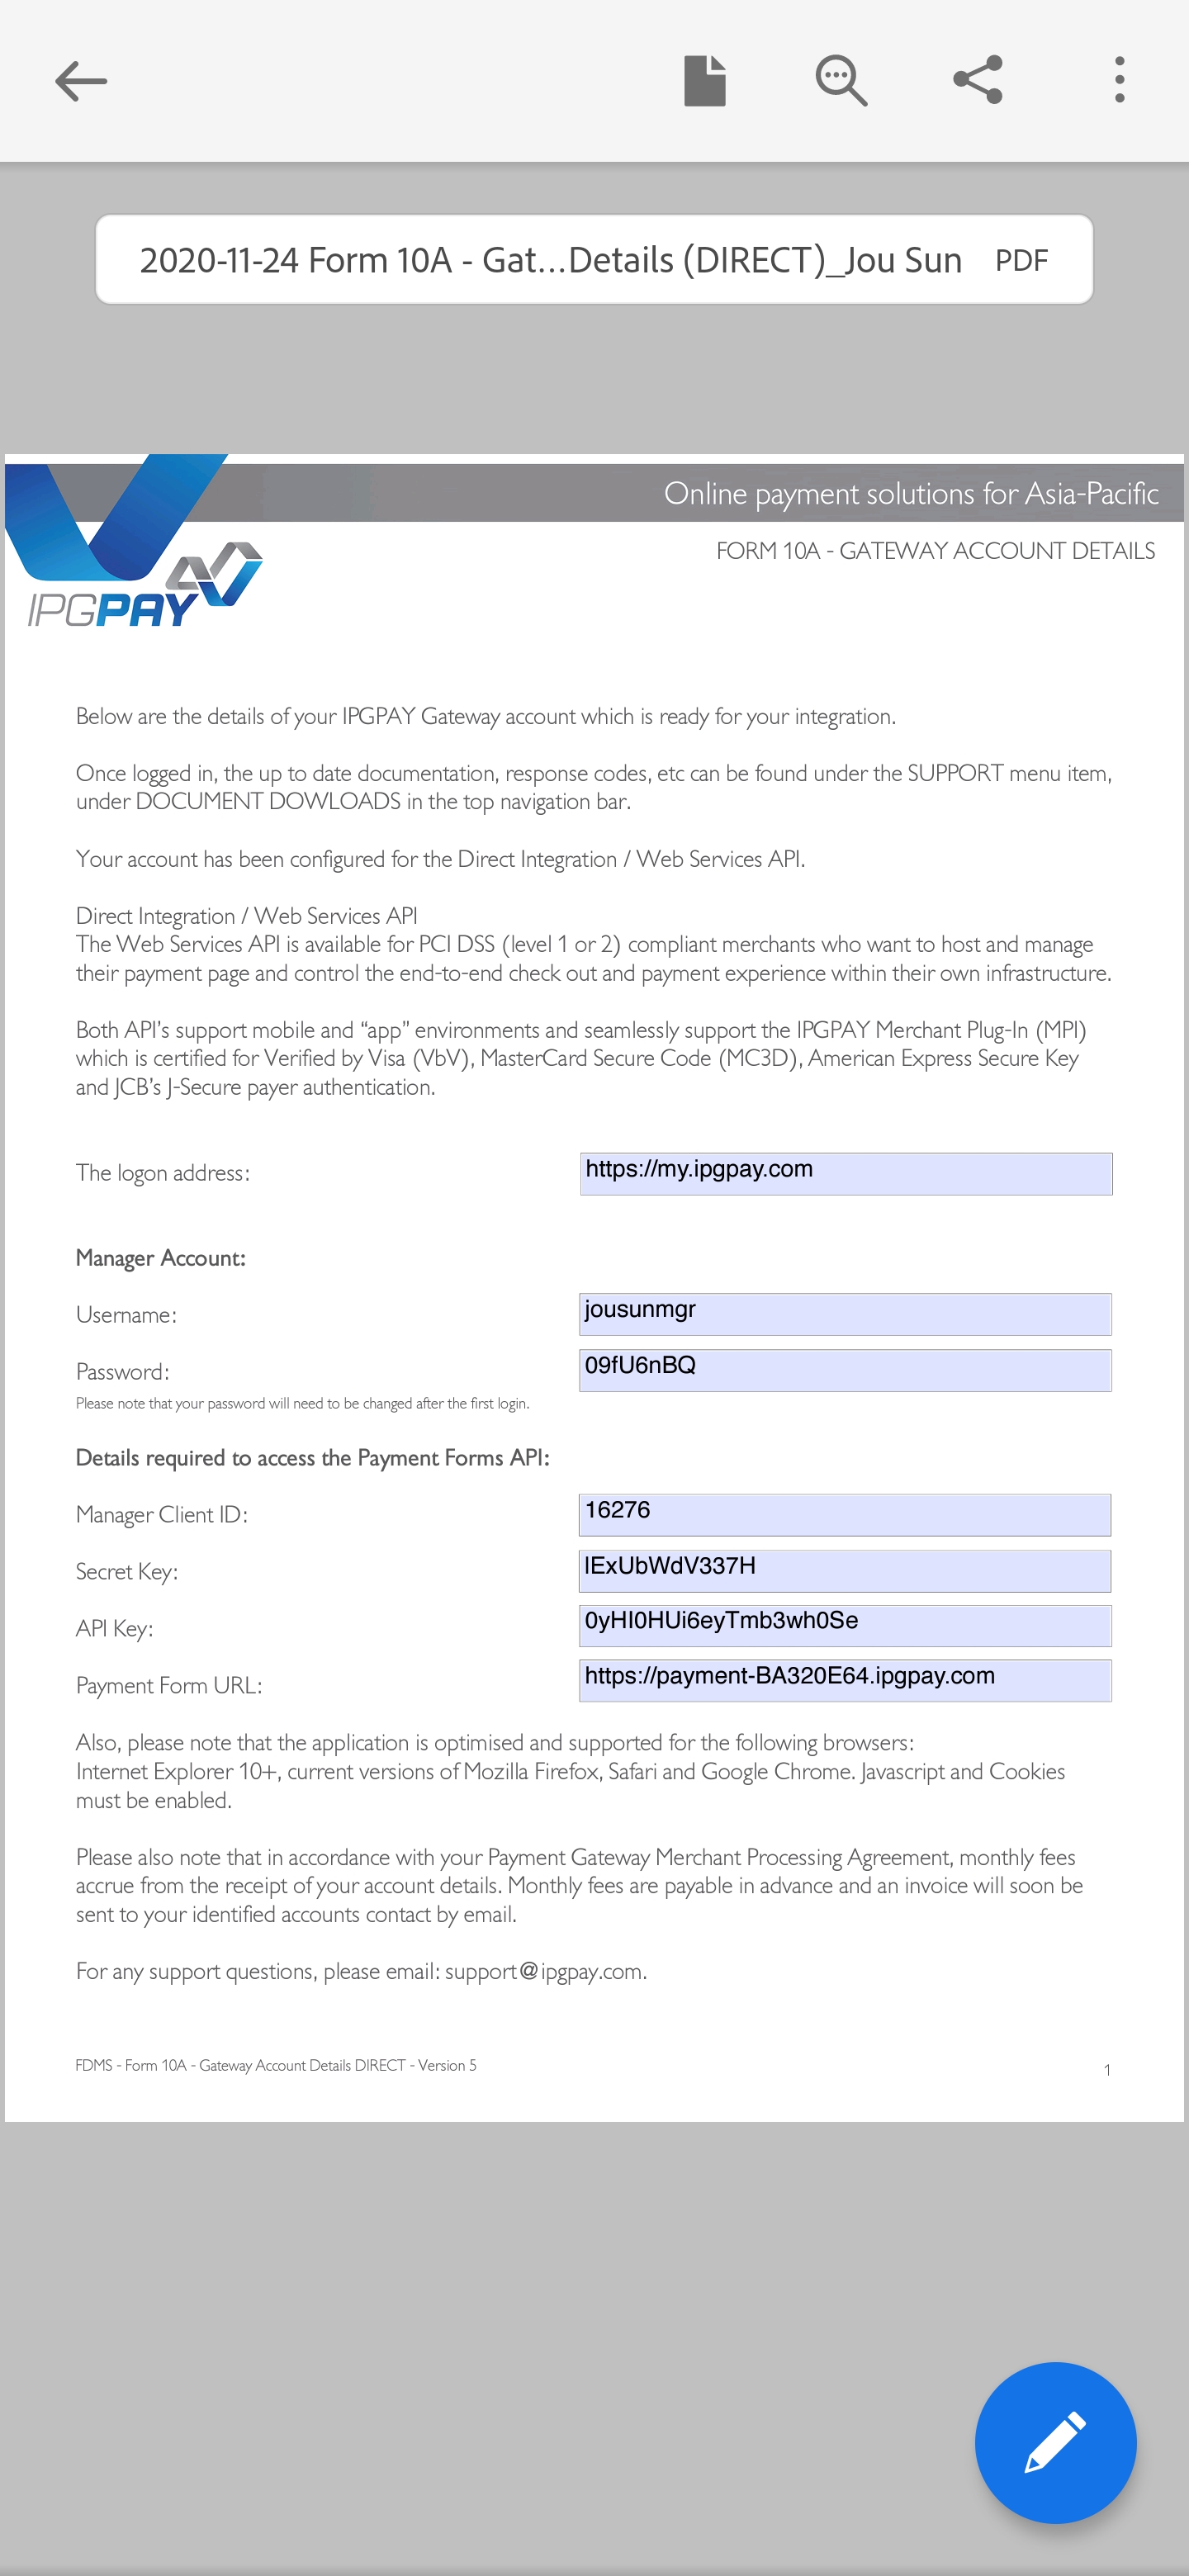 2020-11-24 Form 10A - Gat...Details (DIRECT)_Jou Sun PDF
Online payment solutions for Asia-Pacific
FORM 10A - GATEWAY ACCOUNT DETAILS
IPGPAY
Below are the details of your IPGPAY Gateway account which is ready for your integration.
Once logged in, the up to date documentation, response codes, etc can be found under the SUPPORT menu item,
under DOCUMENT DOWLOADS in the top navigation bar.
Your account has been configured for the Direct Integration / Web Services API.
Direct Integration / Web Services API
The Web Services API is available for PCI DSS (level 1 or 2) compliant merchants who want to host and manage
their payment page and control the end-to-end check out and payment experience within their own infrastructure.
Both API's support mobile and “app” environments and seamlessly support the IPGPAY Merchant Plug-In (MPI)
which is certified for Verified by Visa (VbV), MasterCard Secure Code (MC3D), American Express Secure Key
and JCB's J-Secure payer authentication.
The logon address: https://my.ipgpay.com
Manager Account:
Username: jousunmgr
Password: 09fU6nBQ
Please note that your password will need to be changed after the first login.
Details required to access the Payment Forms API:
Manager Client ID: 16276
Secret Key: lExUbWdV337H
API Key: 0yHI0HUi6eyTmb3wh0Se
Payment Form URL: https://payment-BA320E64.ipgpay.com
Also, please note that the application is optimised and supported for the following browsers:
Internet Explorer 10+, current versions of Mozilla Firefox, Safari and Google Chrome. Javascript and Cookies
must be enabled.
Please also note that in accordance with your Payment Gateway Merchant Processing Agreement, monthly fees
accrue from the receipt of your account details. Monthly fees are payable in advance and an invoice will soon be
sent to your identified accounts contact by email.
For any support questions, please email: support@ipgpay.com.
FDMS - Form 10A - Gateway Account Details DIRECT - Version 5
1